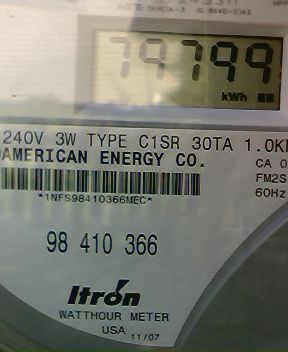 79799
kWh
240V 3W TYPE C1SR 30TA 1.0
AMERICAN ENERGY CO.
CA
FM2S
60Hz
*1NFS98410366MEC*
98 410 366
Itron
WATTHOUR METER
USA 11/07